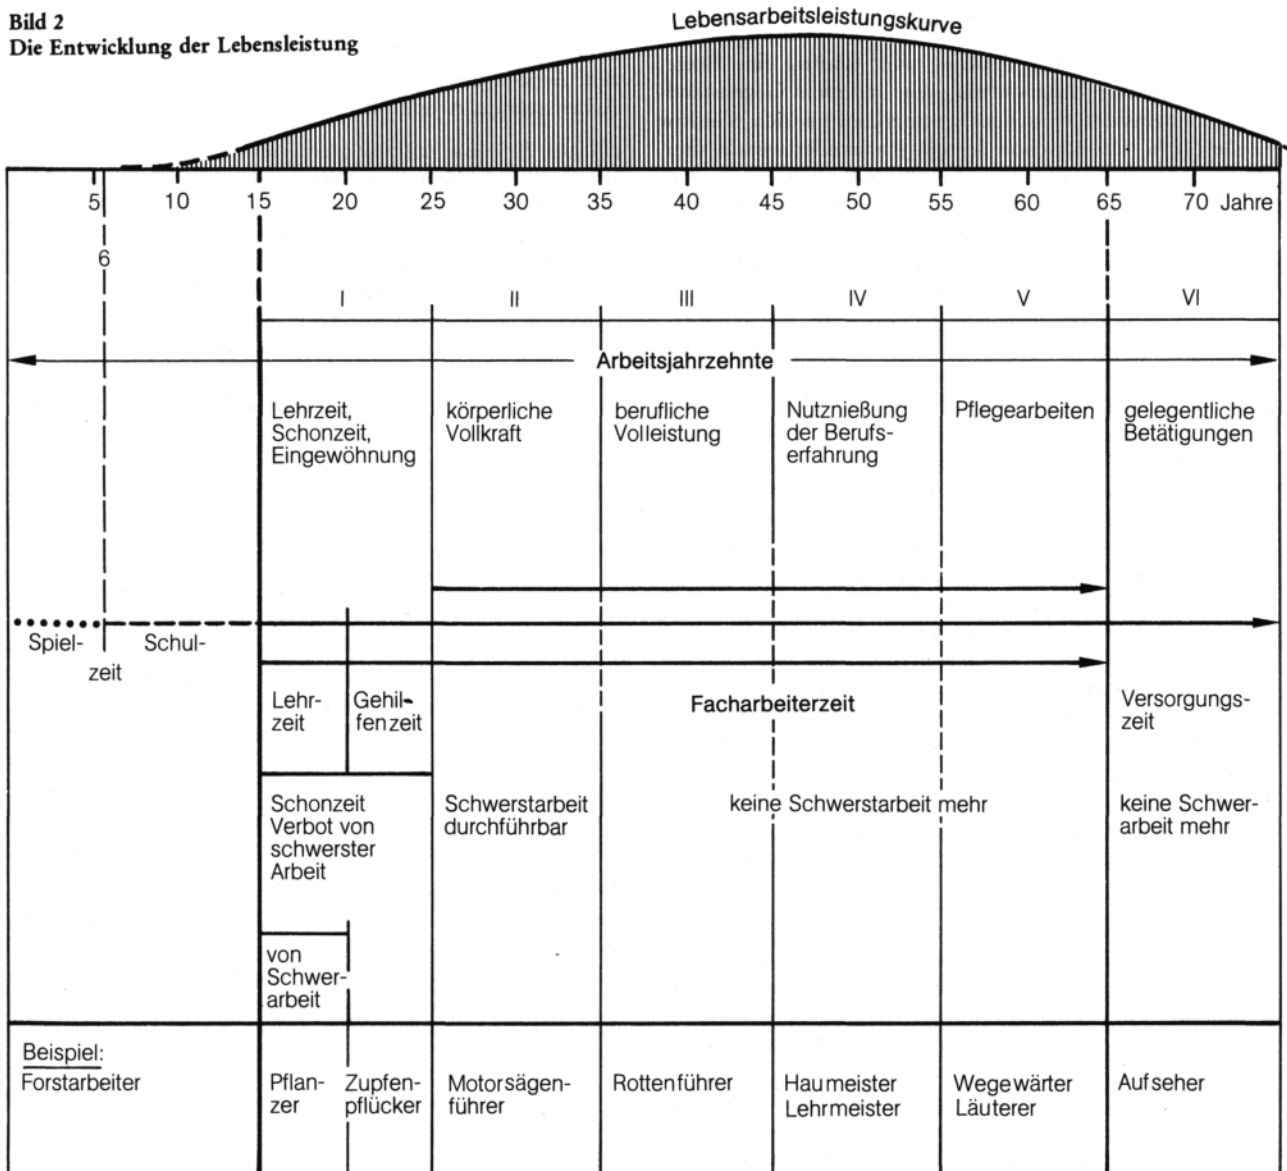 Bild 2
Die Entwicklung der Lebensleistung
Lebensarbeitsleistungskurve
5 10 15 20 25 30 35 40 45 50 55 60 65 70 Jahre
6
I II III IV V VI
Arbeitsjahrzehnte
Lehrzeit,
Schonzeit,
Eingewöhnung
körperliche
Vollkraft
berufliche
Volleistung
Nutznießung
der Berufs-
erfahrung
Pflegearbeiten
gelegentliche
Betätigungen
Spiel- Schul-
zeit
Lehr-
zeit
Gehil-
fenzeit
Facharbeiterzeit
Versorgungs-
zeit
Schonzeit
Verbot von
schwerster
Arbeit
Schwerstarbeit
durchführbar
keine Schwerstarbeit mehr
keine Schwer-
arbeit mehr
von
Schwer-
arbeit
Beispiel:
Forstarbeiter
Pflan-
zer
Zupfen-
pflücker
Motorsägen-
führer
Rottenführer
Haumeister
Lehrmeister
Wegewärter
Läuterer
Aufseher